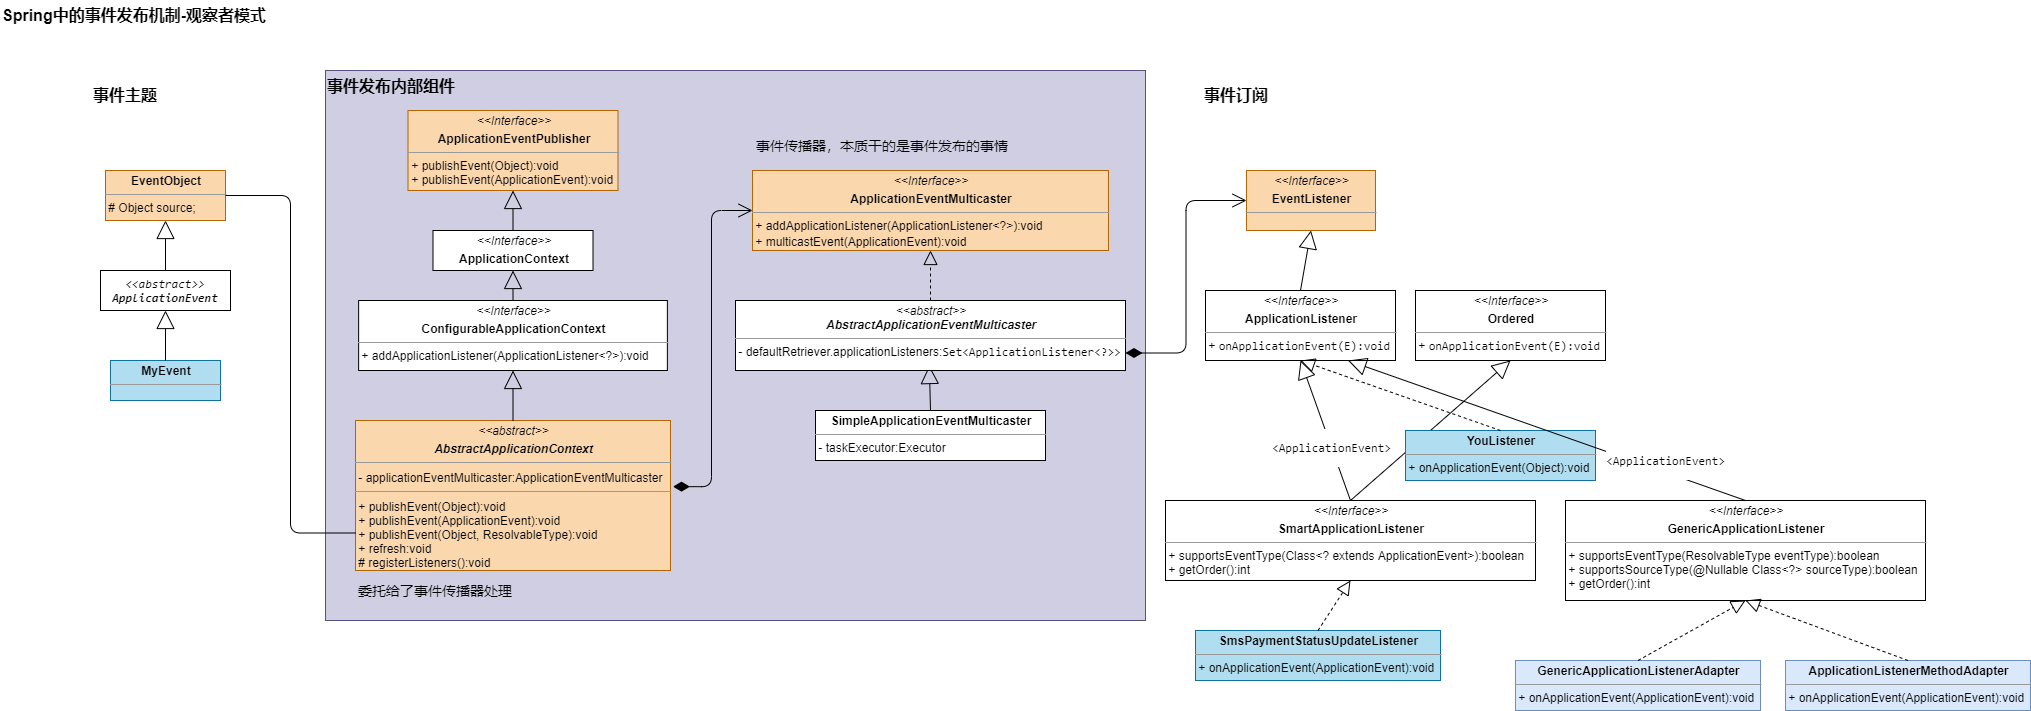 Spring中的事件发布机制-观察者模式
事件主题
EventObject
# Object source;
<<abstract>>
ApplicationEvent
MyEvent
事件发布内部组件
<<Interface>>
ApplicationEventPublisher
+ publishEvent(Object):void
+ publishEvent(ApplicationEvent):void
<<Interface>>
ApplicationContext
<<Interface>>
ConfigurableApplicationContext
+ addApplicationListener(ApplicationListener<?>):void
<<abstract>>
AbstractApplicationContext
- applicationEventMulticaster:ApplicationEventMulticaster
+ publishEvent(Object):void
+ publishEvent(ApplicationEvent):void
+ publishEvent(Object, ResolvableType):void
+ refresh:void
# registerListeners():void
委托给了事件传播器处理
事件传播器，本质干的是事件发布的事情
<<Interface>>
ApplicationEventMulticaster
+ addApplicationListener(ApplicationListener<?>):void
+ multicastEvent(ApplicationEvent):void
<<abstract>>
AbstractApplicationEventMulticaster
- defaultRetriever.applicationListeners:Set<ApplicationListener<?>>
SimpleApplicationEventMulticaster
- taskExecutor:Executor
事件订阅
<<Interface>>
EventListener
<<Interface>>
ApplicationListener
+ onApplicationEvent(E):void
<<Interface>>
Ordered
+ onApplicationEvent(E):void
<ApplicationEvent>
YouListener
+ onApplicationEvent(Object):void
<ApplicationEvent>
<<Interface>>
SmartApplicationListener
+ supportsEventType(Class<? extends ApplicationEvent>):boolean
+ getOrder():int
<<Interface>>
GenericApplicationListener
+ supportsEventType(ResolvableType eventType):boolean
+ supportsSourceType(@Nullable Class<?> sourceType):boolean
+ getOrder():int
SmsPaymentStatusUpdateListener
+ onApplicationEvent(ApplicationEvent):void
GenericApplicationListenerAdapter
+ onApplicationEvent(ApplicationEvent):void
ApplicationListenerMethodAdapter
+ onApplicationEvent(ApplicationEvent):void